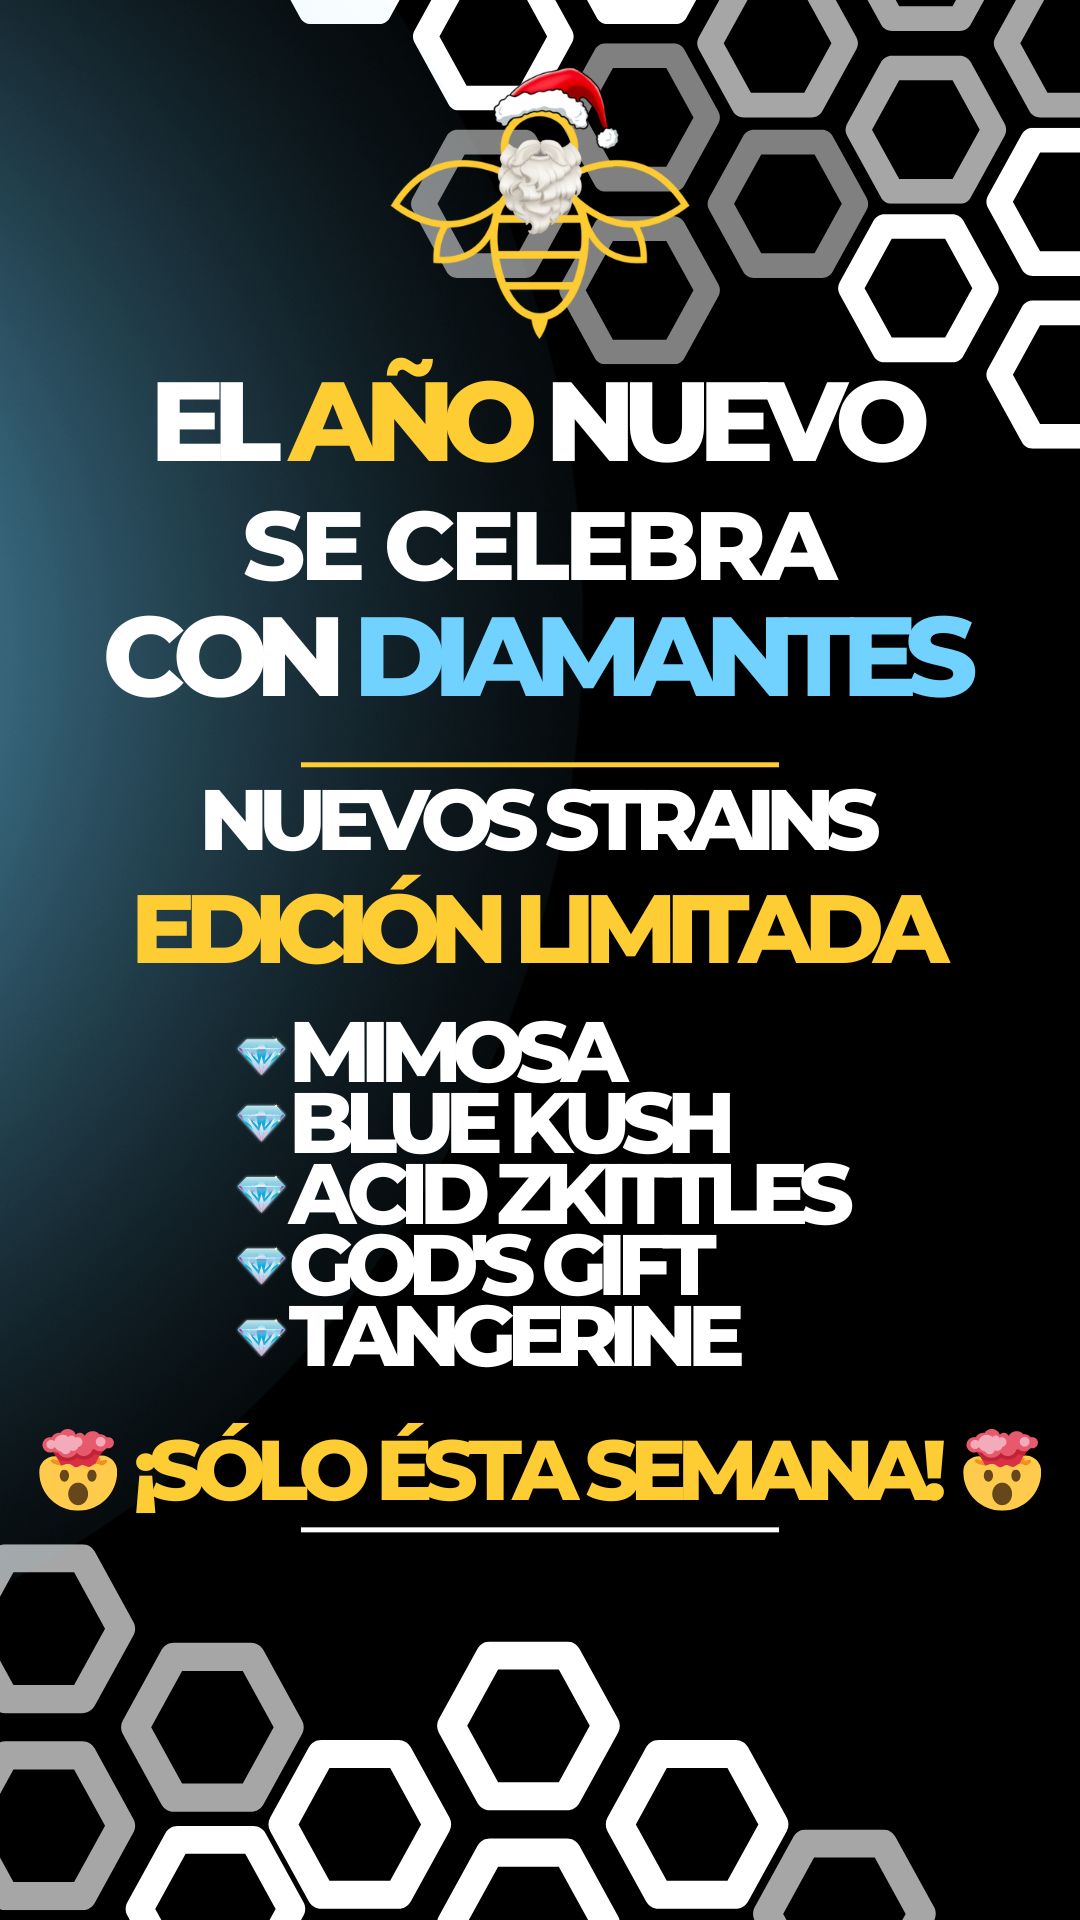 EL AÑO NUEVO
SE CELEBRA
CON DIAMANTES
NUEVOS STRAINS
EDICIÓN LIMITADA
💎MIMOSA
💎BLUE KUSH
💎ACID ZKITTLES
💎GOD'S GIFT
💎TANGERINE
🤯 ¡SÓLO ÉSTA SEMANA! 🤯